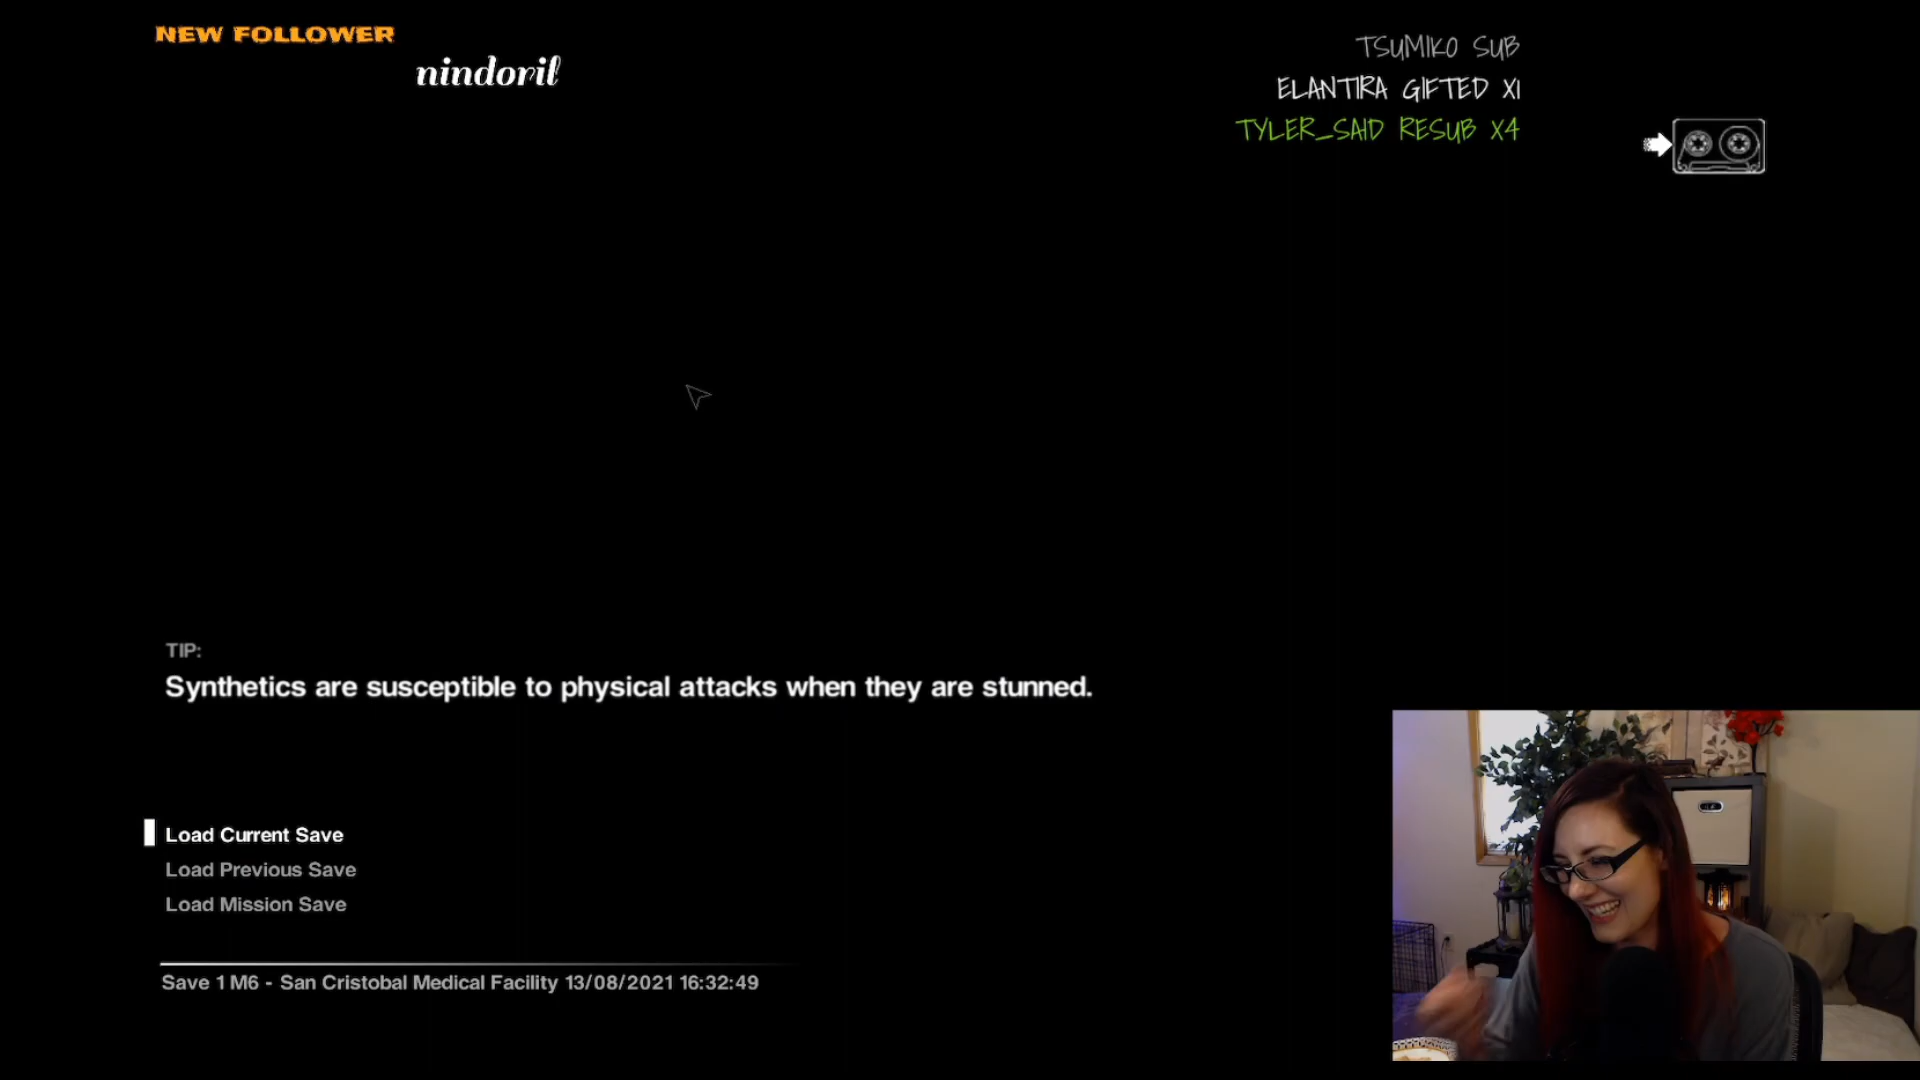 NEW FOLLOWER
nindoril
TSUMIKO SUB
ELANTIRA GIFTED X1
TYLER_SAID RESUB X4
TIP:
Synthetics are susceptible to physical attacks when they are stunned.
Load Current Save
Load Previous Save
Load Mission Save
Save 1 M6 - San Cristobal Medical Facility 13/08/2021 16:32:49